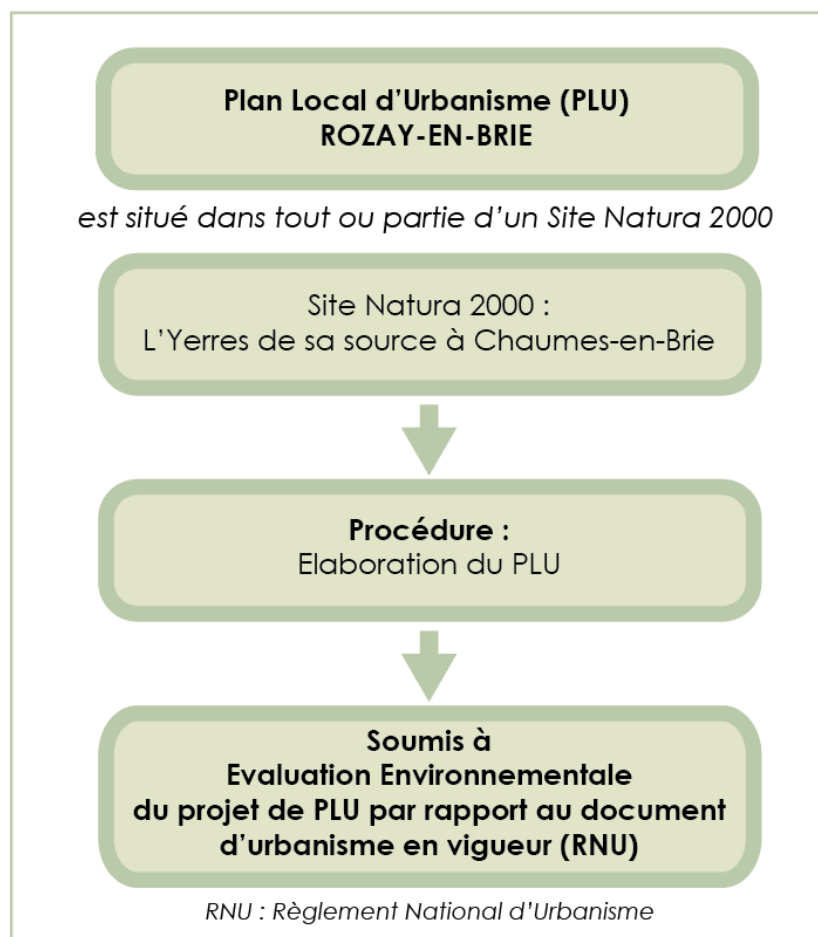 Plan Local d'Urbanisme (PLU)
ROZAY-EN-BRIE
est situé dans tout ou partie d'un Site Natura 2000
Site Natura 2000 :
L'Yerres de sa source à Chaumes-en-Brie
Procédure :
Elaboration du PLU
Soumis à
Evaluation Environnementale
du projet de PLU par rapport au document
d'urbanisme en vigueur (RNU)
RNU : Règlement National d'Urbanisme